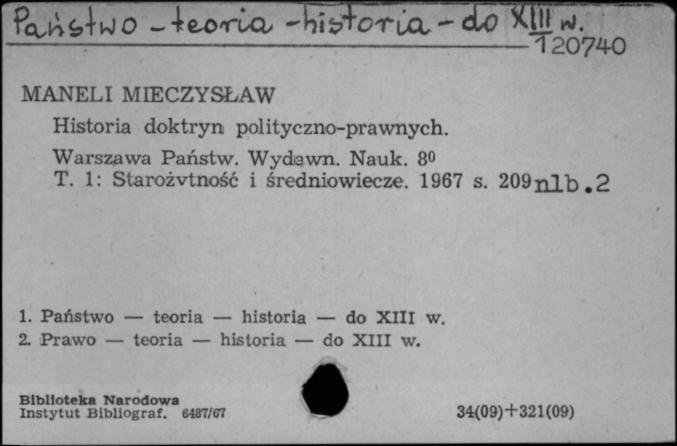 Państwo - teoria - historia - do XIII w.
120740
MANELI MIECZYSŁAW
Historia doktryn polityczno-prawnych.
Warszawa Państw. Wydawn. Nauk. 8⁰
T. 1: Starożytność i średniowiecze. 1967 s. 209 nlb. 2
1. Państwo — teoria — historia — do XIII w.
2. Prawo — teoria — historia — do XIII w.
Biblioteka Narodowa
Instytut Bibliograf. 6487/67
34(09)+321(09)